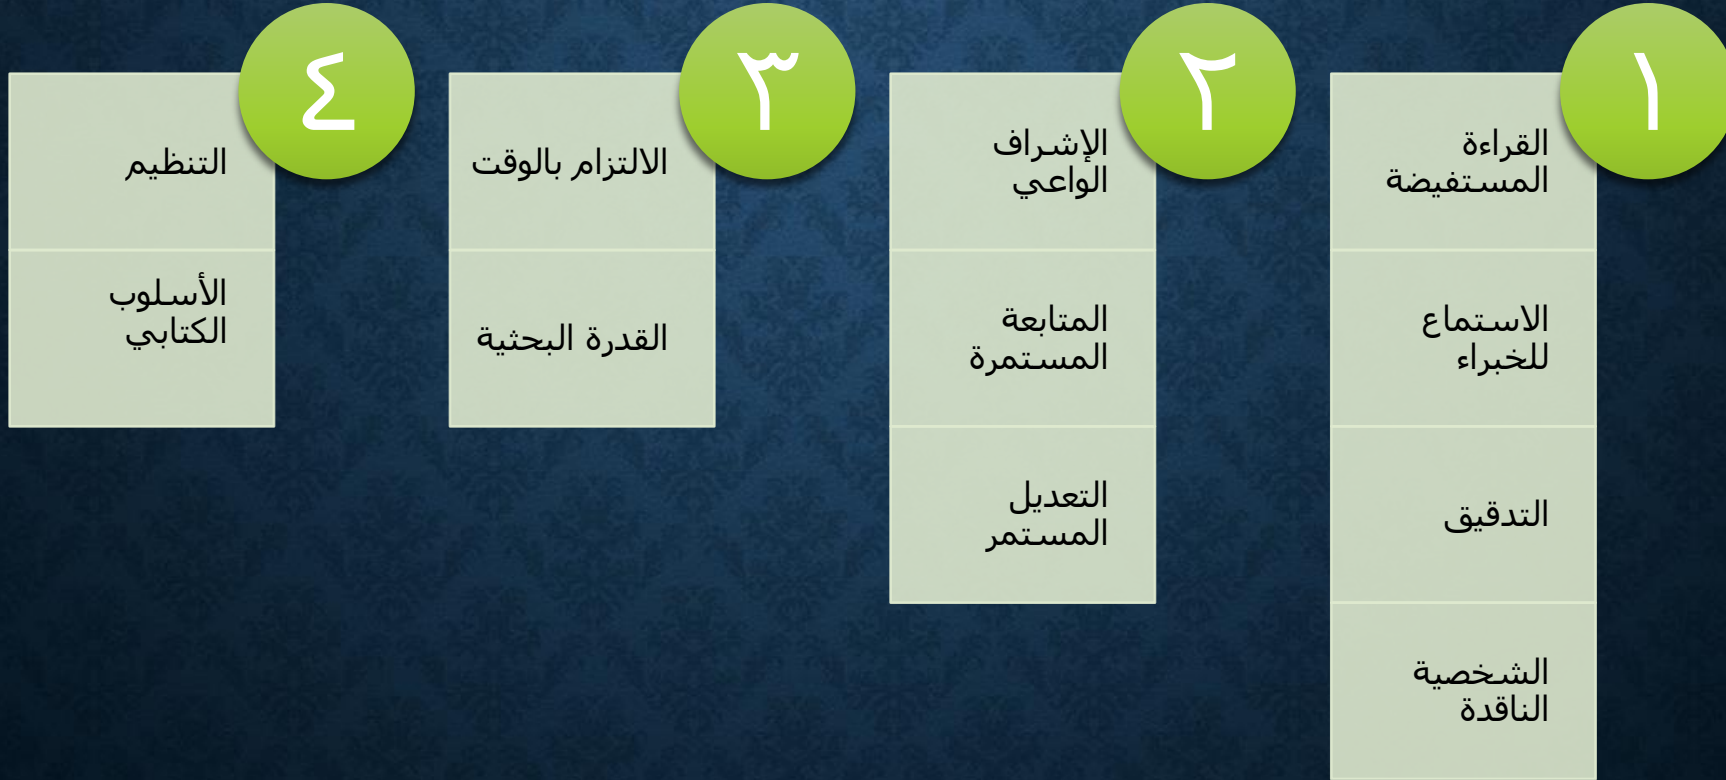 ١
القراءة
المستفيضة
الاستماع
للخبراء
التدقيق
الشخصية
الناقدة
٢
الإشراف
الواعي
المتابعة
المستمرة
التعديل
المستمر
٣
الالتزام بالوقت
القدرة البحثية
٤
التنظيم
الأسلوب
الكتابي